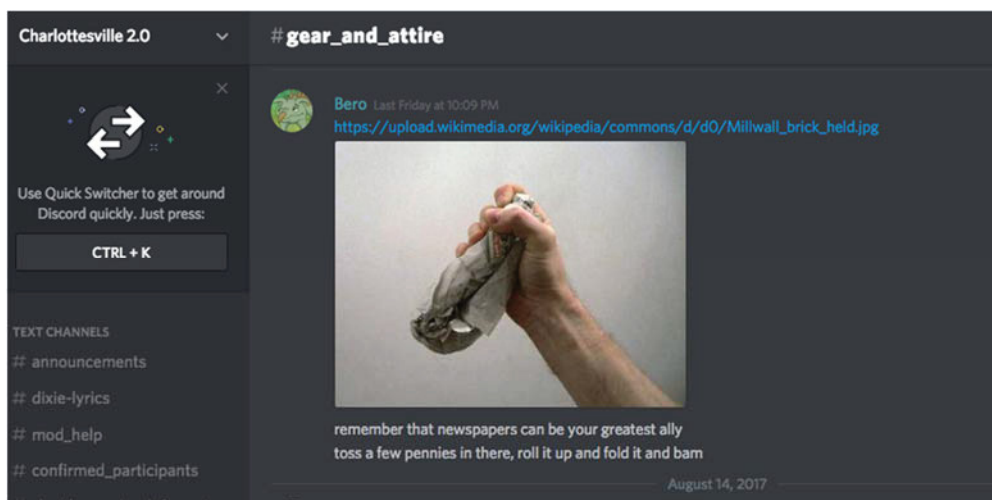 Charlottesville 2.0
#gear_and_attire
Use Quick Switcher to get around
Discord quickly. Just press:
CTRL + K
TEXT CHANNELS
# announcements
# dixie-lyrics
# mod_help
# confirmed_participants
Bero Last Friday at 10:09 PM
https://upload.wikimedia.org/wikipedia/commons/d/d0/Millwall_brick_held.jpg
remember that newspapers can be your greatest ally
toss a few pennies in there, roll it up and fold it and bam
August 14, 2017